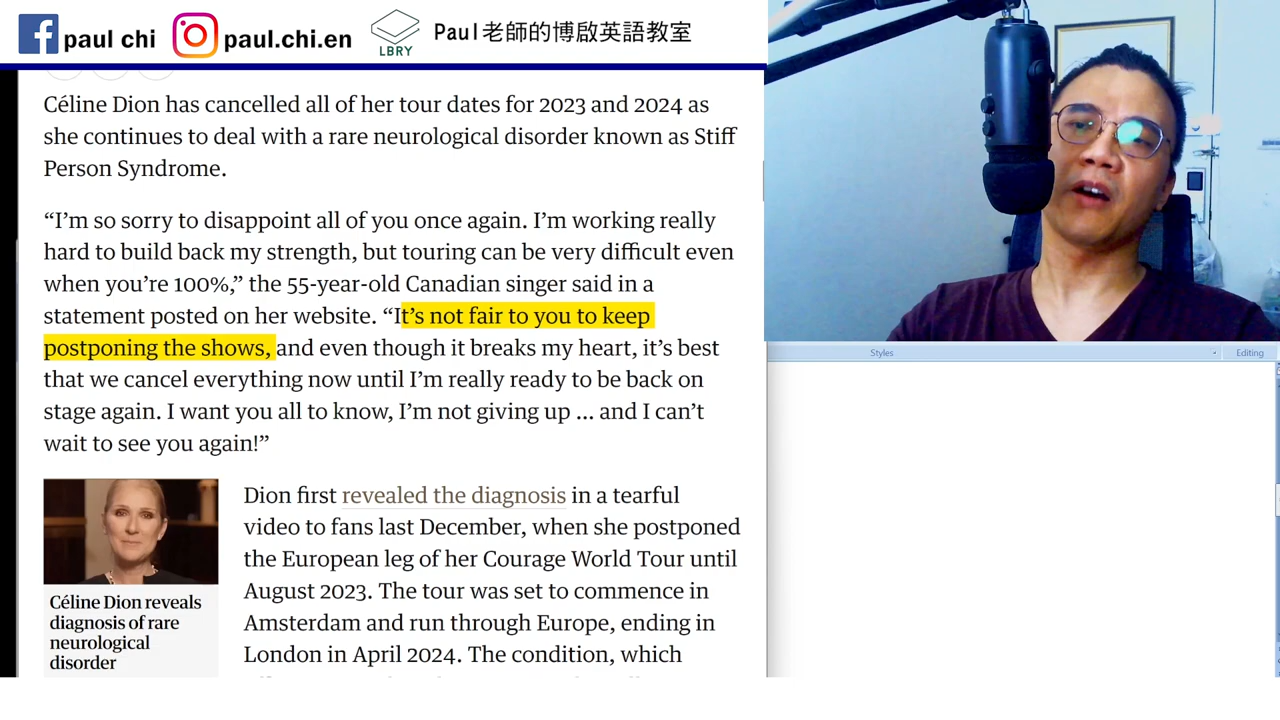 paul chi
paul.chi.en
LBRY
Paul老師的博啟英語教室
Céline Dion has cancelled all of her tour dates for 2023 and 2024 as
she continues to deal with a rare neurological disorder known as Stiff
Person Syndrome.
“I’m so sorry to disappoint all of you once again. I’m working really
hard to build back my strength, but touring can be very difficult even
when you’re 100%,” the 55-year-old Canadian singer said in a
statement posted on her website. “It’s not fair to you to keep
postponing the shows, and even though it breaks my heart, it’s best
that we cancel everything now until I’m really ready to be back on
stage again. I want you all to know, I’m not giving up ... and I can’t
wait to see you again!”
Céline Dion reveals
diagnosis of rare
neurological
disorder
Dion first revealed the diagnosis in a tearful
video to fans last December, when she postponed
the European leg of her Courage World Tour until
August 2023. The tour was set to commence in
Amsterdam and run through Europe, ending in
London in April 2024. The condition, which
Styles
Editing